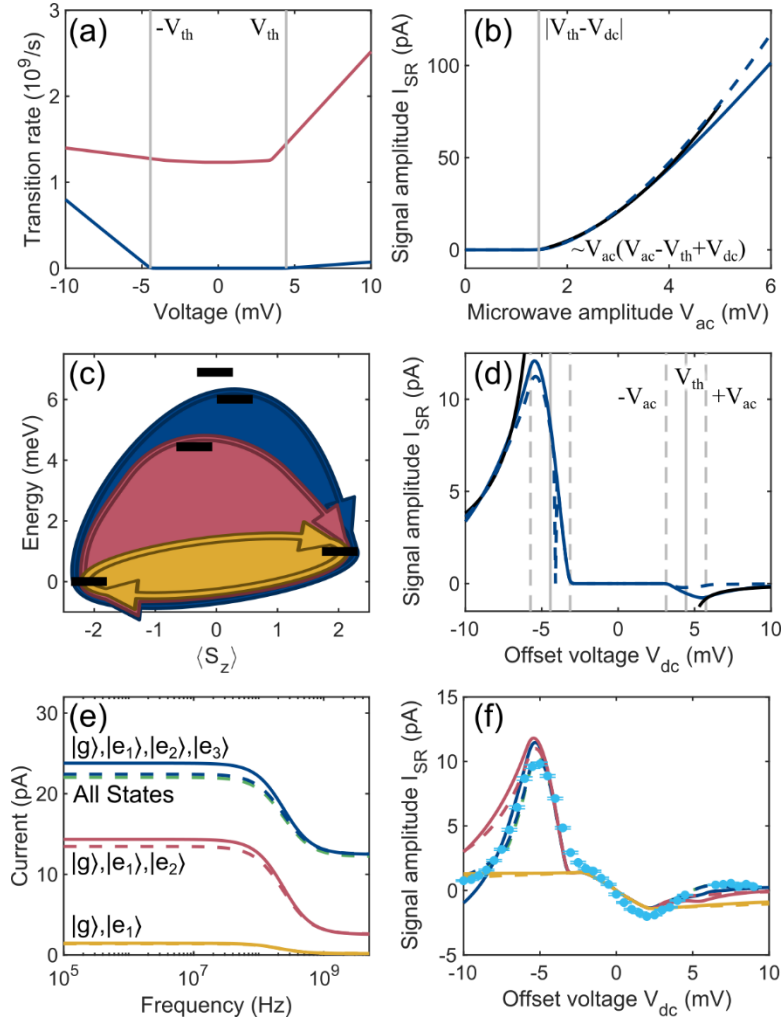 (a)
-V_th
V_th
Transition rate (10^9/s)
3
2
1
0
-10
-5
0
5
10
Voltage (mV)
(b)
|V_th-V_dc|
Signal amplitude I_SR (pA)
100
50
0
~V_ac(V_ac-V_th+V_dc)
0
2
4
6
Microwave amplitude V_ac (mV)
(c)
Energy (meV)
6
4
2
0
-2
-1
0
1
2
⟨S_z⟩
(d)
V_th
-V_ac
+V_ac
Signal amplitude I_SR (pA)
10
5
0
-10
-5
0
5
10
Offset voltage V_dc (mV)
(e)
|g⟩,|e_1⟩,|e_2⟩,|e_3⟩
All States
|g⟩,|e_1⟩,|e_2⟩
|g⟩,|e_1⟩
Current (pA)
30
20
10
0
10^5
10^7
10^9
Frequency (Hz)
(f)
Signal amplitude I_SR (pA)
15
10
5
0
-5
-10
-5
0
5
10
Offset voltage V_dc (mV)